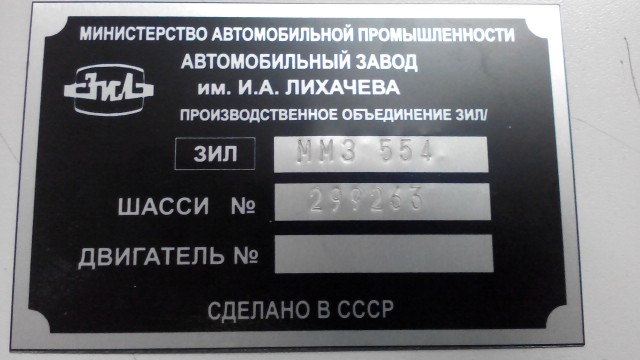 МИНИСТЕРСТВО АВТОМОБИЛЬНОЙ ПРОМЫШЛЕННОСТИ
ЗИЛ
АВТОМОБИЛЬНЫЙ ЗАВОД
им. И.А. ЛИХАЧЕВА
ПРОИЗВОДСТВЕННОЕ ОБЪЕДИНЕНИЕ ЗИЛ/
ЗИЛ ММЗ 554
ШАССИ № 299263
ДВИГАТЕЛЬ №
СДЕЛАНО В СССР